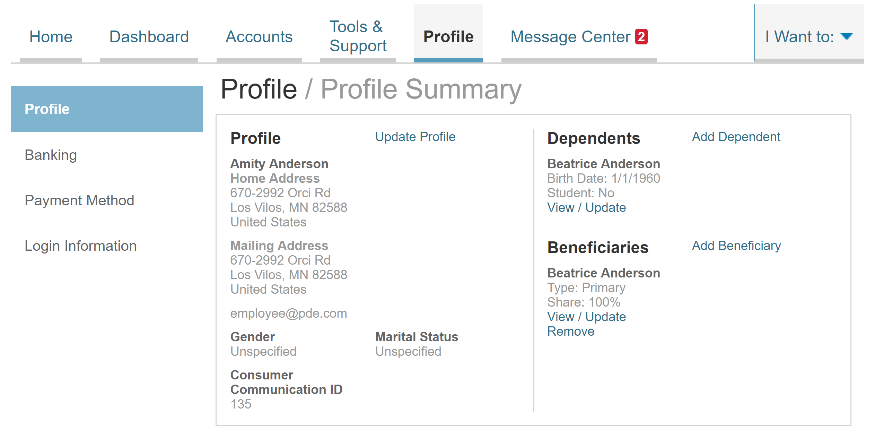 Home
Dashboard
Accounts
Tools &
Support
Profile
Message Center 2
I Want to:
Profile
Banking
Payment Method
Login Information
Profile / Profile Summary
Profile
Update Profile
Amity Anderson
Home Address
670-2992 Orci Rd
Los Vilos, MN 82588
United States
Mailing Address
670-2992 Orci Rd
Los Vilos, MN 82588
United States
employee@pde.com
Gender
Unspecified
Marital Status
Unspecified
Consumer
Communication ID
135
Dependents
Add Dependent
Beatrice Anderson
Birth Date: 1/1/1960
Student: No
View / Update
Beneficiaries
Add Beneficiary
Beatrice Anderson
Type: Primary
Share: 100%
View / Update
Remove